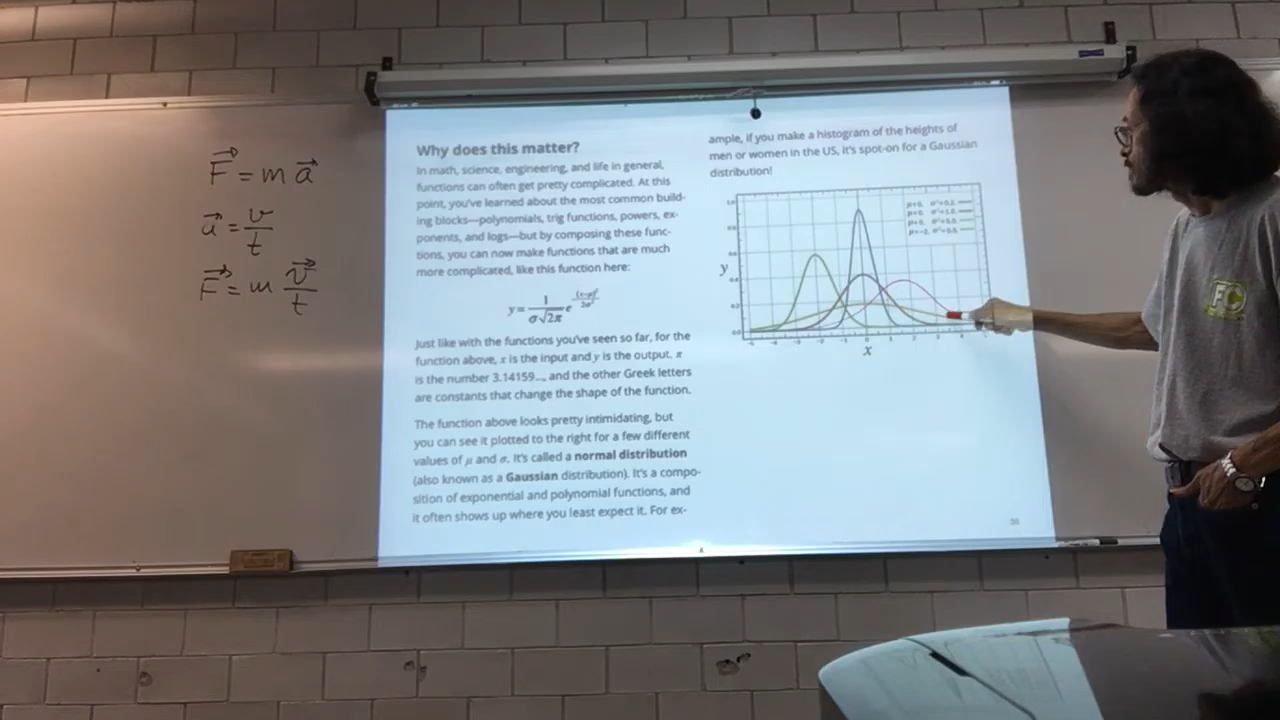 F = m a
a = v
t
F = m v
t
Why does this matter?
In math, science, engineering, and life in general,
functions can often get pretty complicated. At this
point, you've learned about the most common build-
ing blocks—polynomials, trig functions, powers, ex-
ponents, and logs—but by composing these func-
tions, you can now make functions that are much
more complicated, like this function here:
y = 1
σ√2π e
Just like with the functions you've seen so far, for the
function above, x is the input and y is the output. π
is the number 3.14159..., and the other Greek letters
are constants that change the shape of the function.
The function above looks pretty intimidating, but
you can see it plotted to the right for a few different
values of μ and σ. It's called a normal distribution
(also known as a Gaussian distribution). It's a compo-
sition of exponential and polynomial functions, and
it often shows up where you least expect it. For ex-
ample, if you make a histogram of the heights of
men or women in the US, it's spot-on for a Gaussian
distribution!
y
x
FC